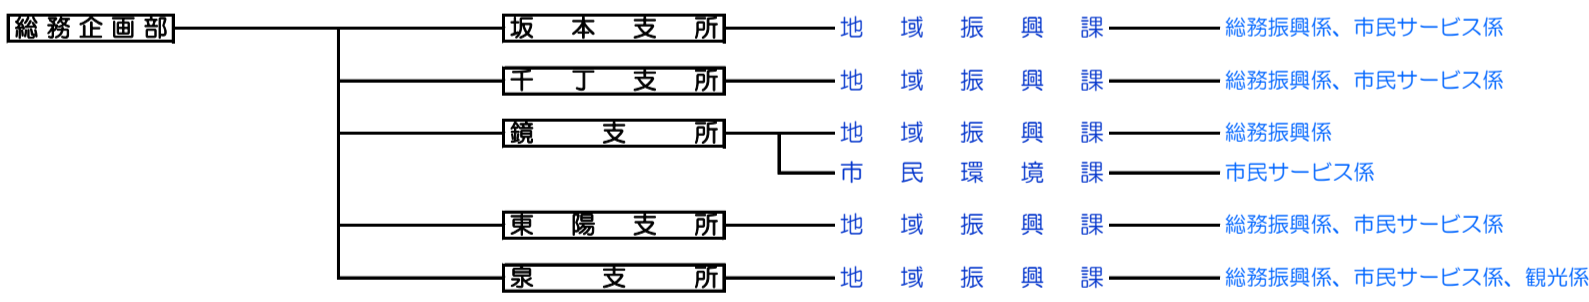 総務企画部 坂本支所 地域振興課 総務振興係、市民サービス係
千丁支所 地域振興課 総務振興係、市民サービス係
鏡支所 地域振興課 総務振興係
市民環境課 市民サービス係
東陽支所 地域振興課 総務振興係、市民サービス係
泉支所 地域振興課 総務振興係、市民サービス係、観光係